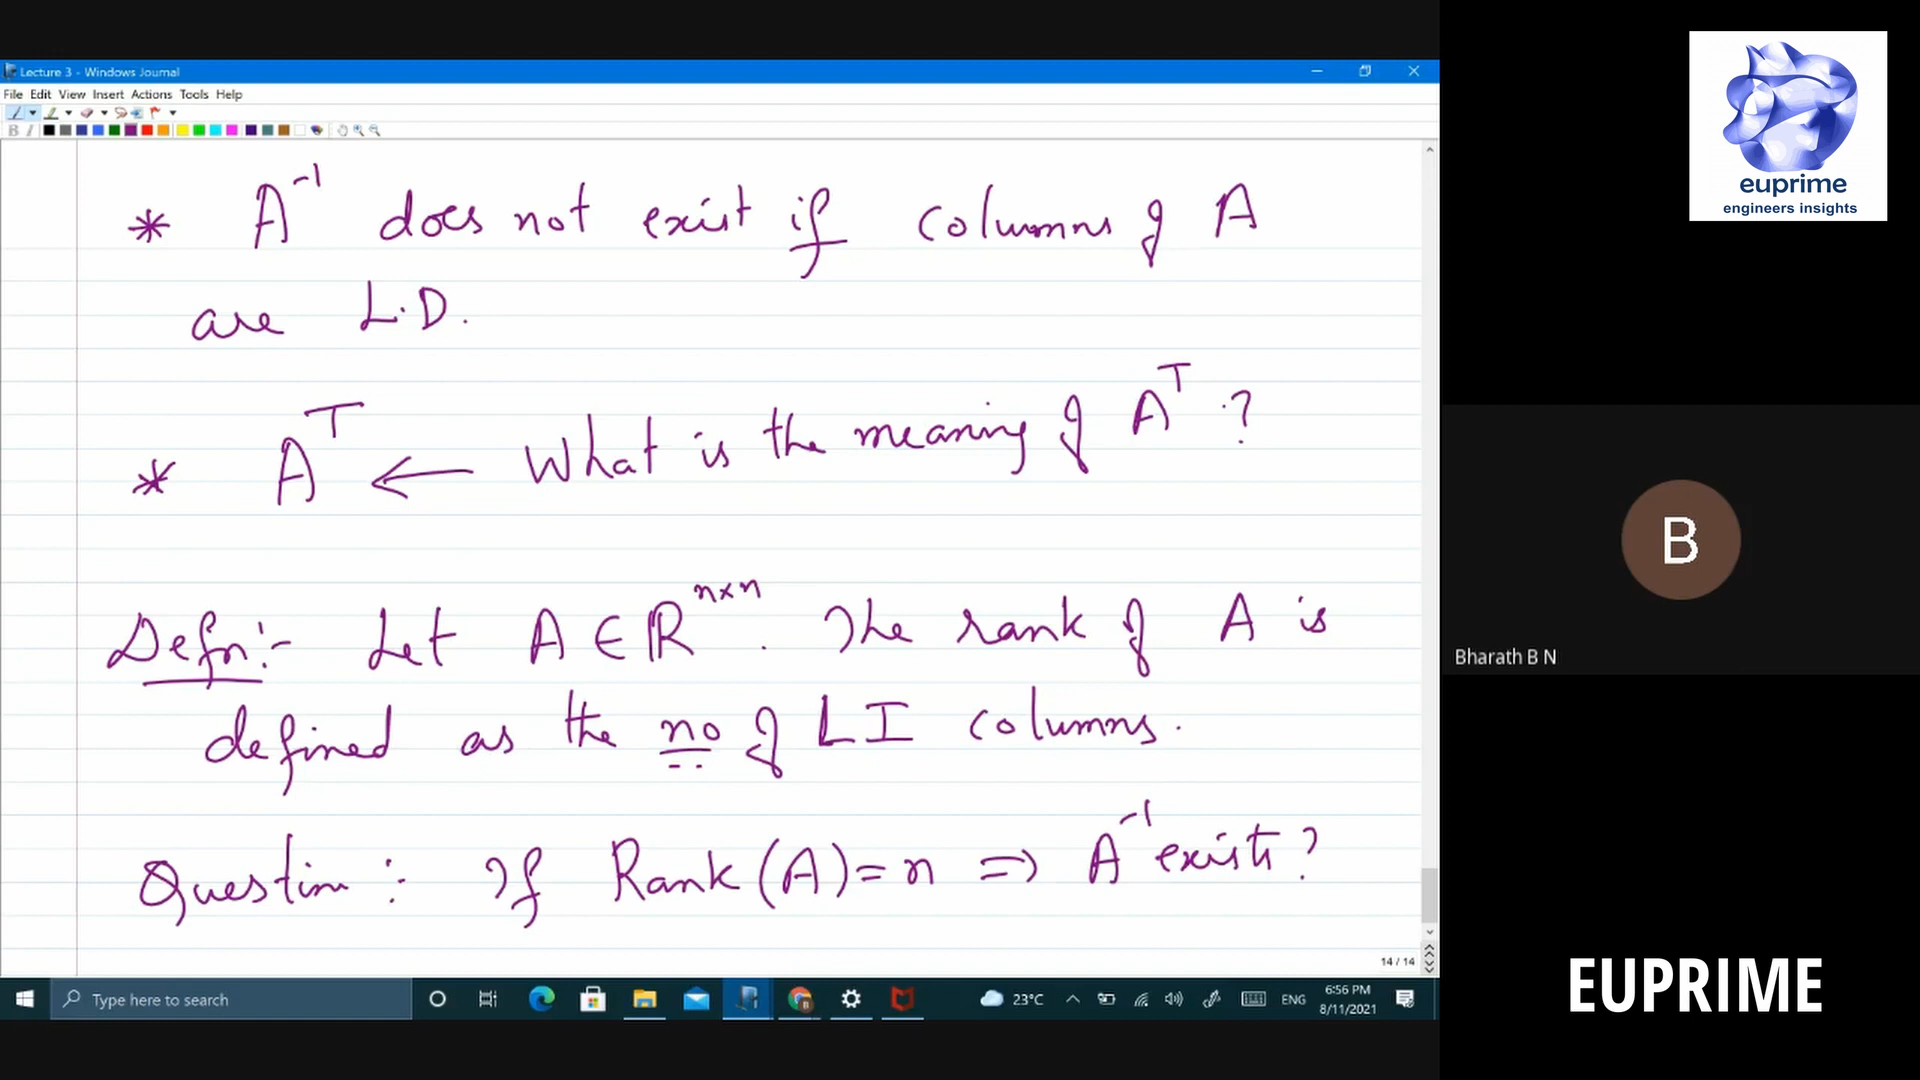 Lecture 3 - Windows Journal
File Edit View Insert Actions Tools Help
B I
* A⁻¹ does not exist if columns of A
are L.D.
* Aᵀ ← What is the meaning of Aᵀ ?
Defn:- Let A ∈ ℝⁿˣⁿ. The rank of A is
defined as the no of LI columns.
Question : If Rank(A) = n ⇒ A⁻¹ exists?
14 / 14
Type here to search
23°C
ENG
6:56 PM
8/11/2021
euprime
engineers insights
B
Bharath B N
EUPRIME